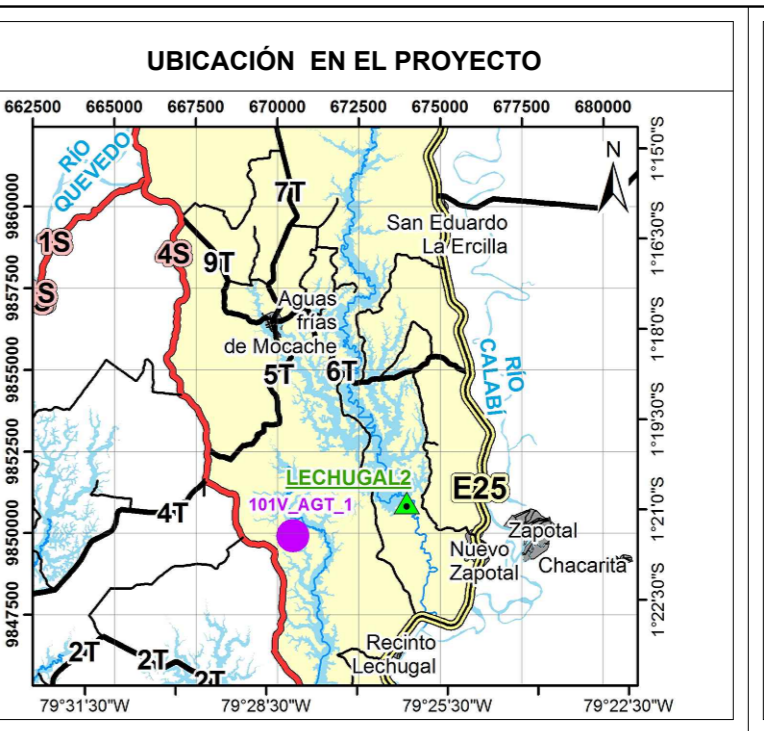 UBICACIÓN EN EL PROYECTO
662500 665000 667500 670000 672500 675000 677500 680000
RÍO
QUEVEDO
N
1°15'0"S
9860000
7T
San Eduardo
La Ercilla
1°16'30"S
1S
4S
9T
9857500
S
Aguas
frías
de Mocache
1°18'0"S
RÍO
CALABÍ
9855000
5T
6T
1°19'30"S
9852500
LECHUGAL2
E25
101V_AGT_1
1°21'0"S
4T
Zapotal
9850000
Nuevo
Zapotal
Chacarita
1°22'30"S
9847500
Recinto
Lechugal
2T
2T
2T
79°31'30"W 79°28'30"W 79°25'30"W 79°22'30"W